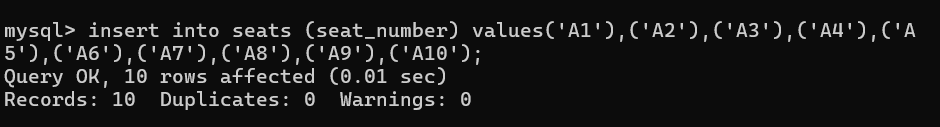 mysql> insert into seats (seat_number) values('A1'),('A2'),('A3'),('A4'),('A
5'),('A6'),('A7'),('A8'),('A9'),('A10');
Query OK, 10 rows affected (0.01 sec)
Records: 10  Duplicates: 0  Warnings: 0